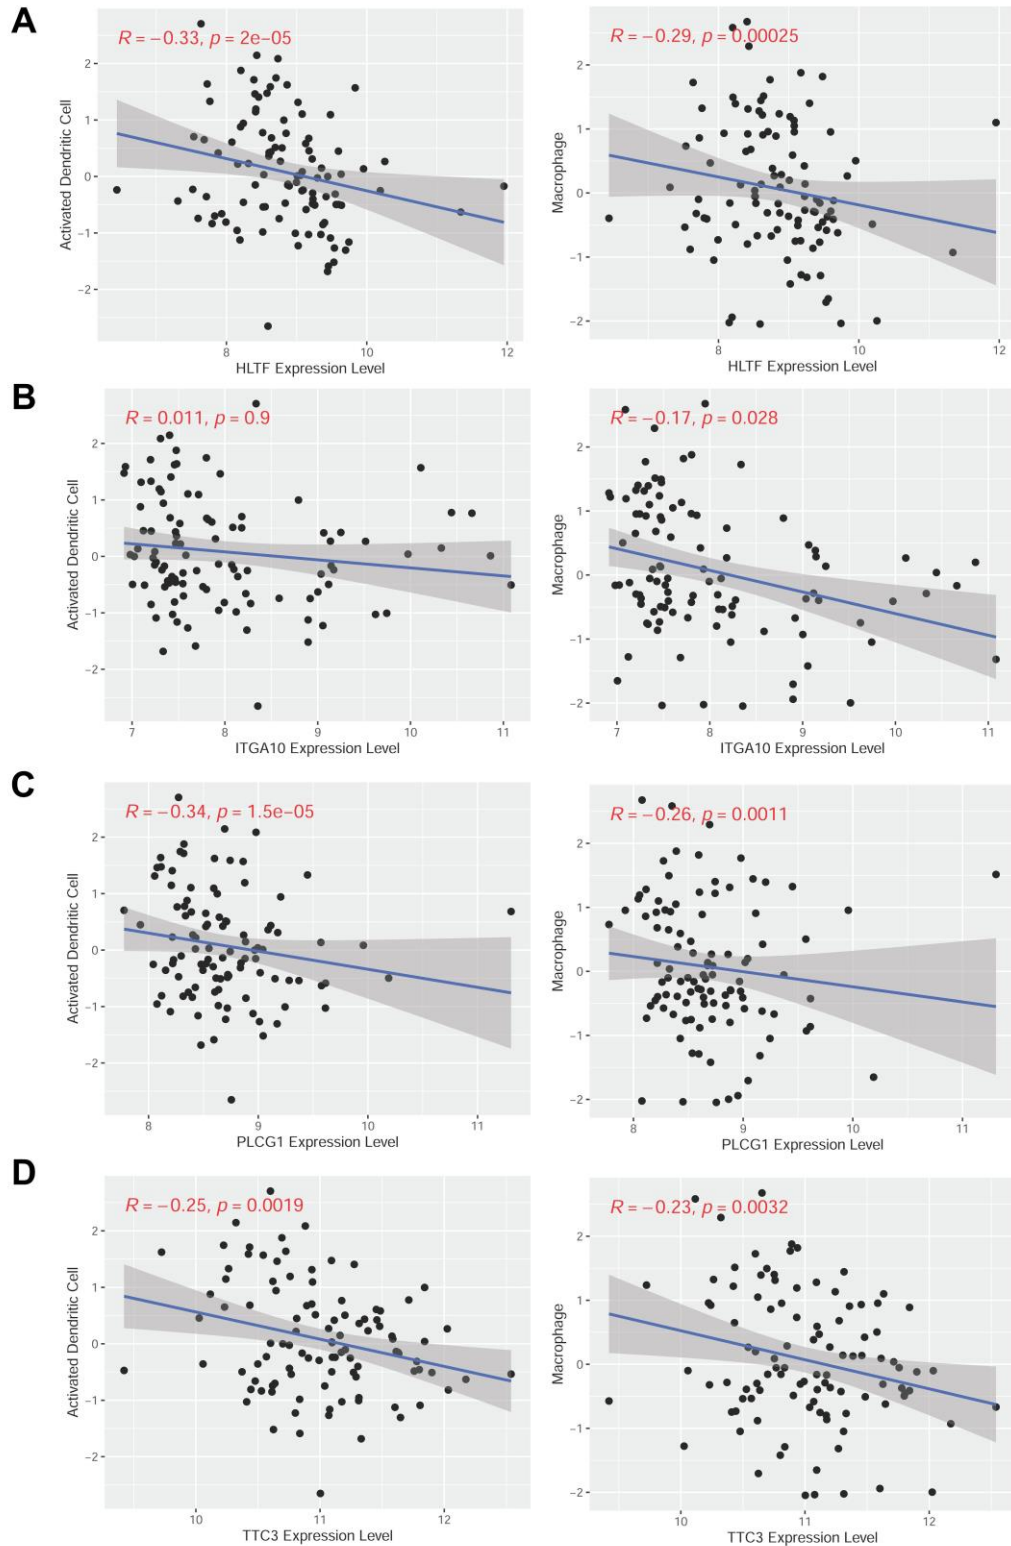 A
R = −0.33, p = 2e−05
Activated Dendritic Cell
2
1
0
−1
−2
8
10
12
HLTF Expression Level
R = −0.29, p = 0.00025
Macrophage
2
1
0
−1
−2
8
10
12
HLTF Expression Level
B
R = 0.011, p = 0.9
Activated Dendritic Cell
2
1
0
−1
−2
7
8
9
10
11
ITGA10 Expression Level
R = −0.17, p = 0.028
Macrophage
2
1
0
−1
−2
7
8
9
10
11
ITGA10 Expression Level
C
R = −0.34, p = 1.5e−05
Activated Dendritic Cell
2
1
0
−1
−2
8
9
10
11
PLCG1 Expression Level
R = −0.26, p = 0.0011
Macrophage
2
1
0
−1
−2
8
9
10
11
PLCG1 Expression Level
D
R = −0.25, p = 0.0019
Activated Dendritic Cell
2
1
0
−1
−2
10
11
12
TTC3 Expression Level
R = −0.23, p = 0.0032
Macrophage
2
1
0
−1
−2
10
11
12
TTC3 Expression Level